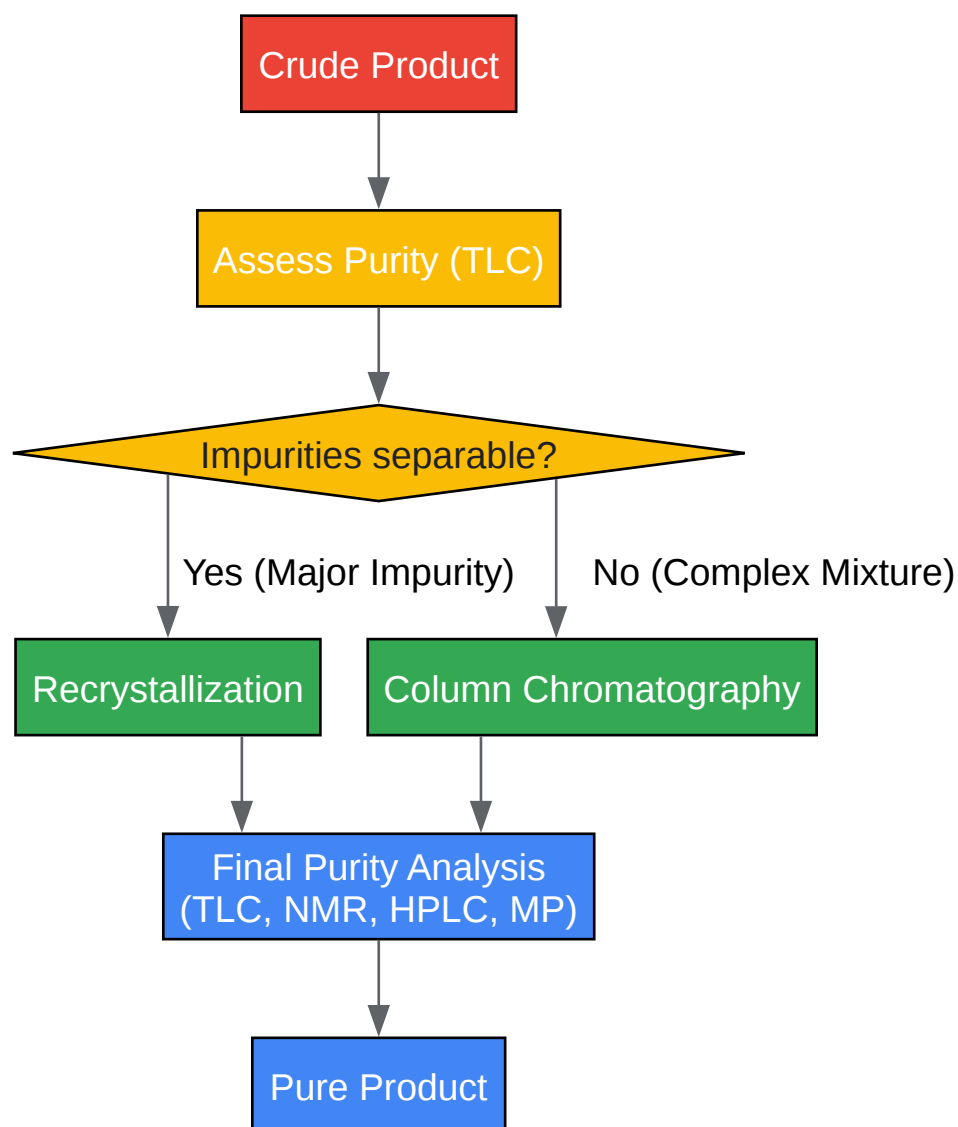 Crude Product
Assess Purity (TLC)
Impurities separable?
Yes (Major Impurity)
No (Complex Mixture)
Recrystallization
Column Chromatography
Final Purity Analysis
(TLC, NMR, HPLC, MP)
Pure Product